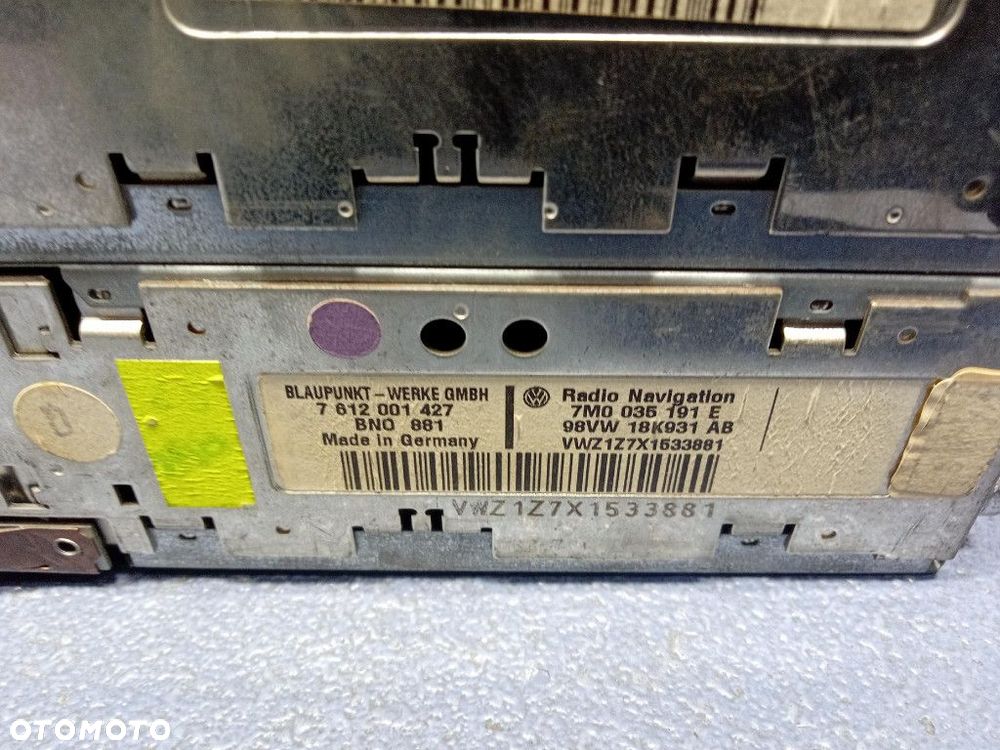 BLAUPUNKT-WERKE GMBH
7 612 001 427
BNO 881
Made in Germany
Radio Navigation
7M0 035 191 E
98VW 18K931 AB
VWZ1Z7X1533881
VWZ1Z7X1533881
OTOMOTO